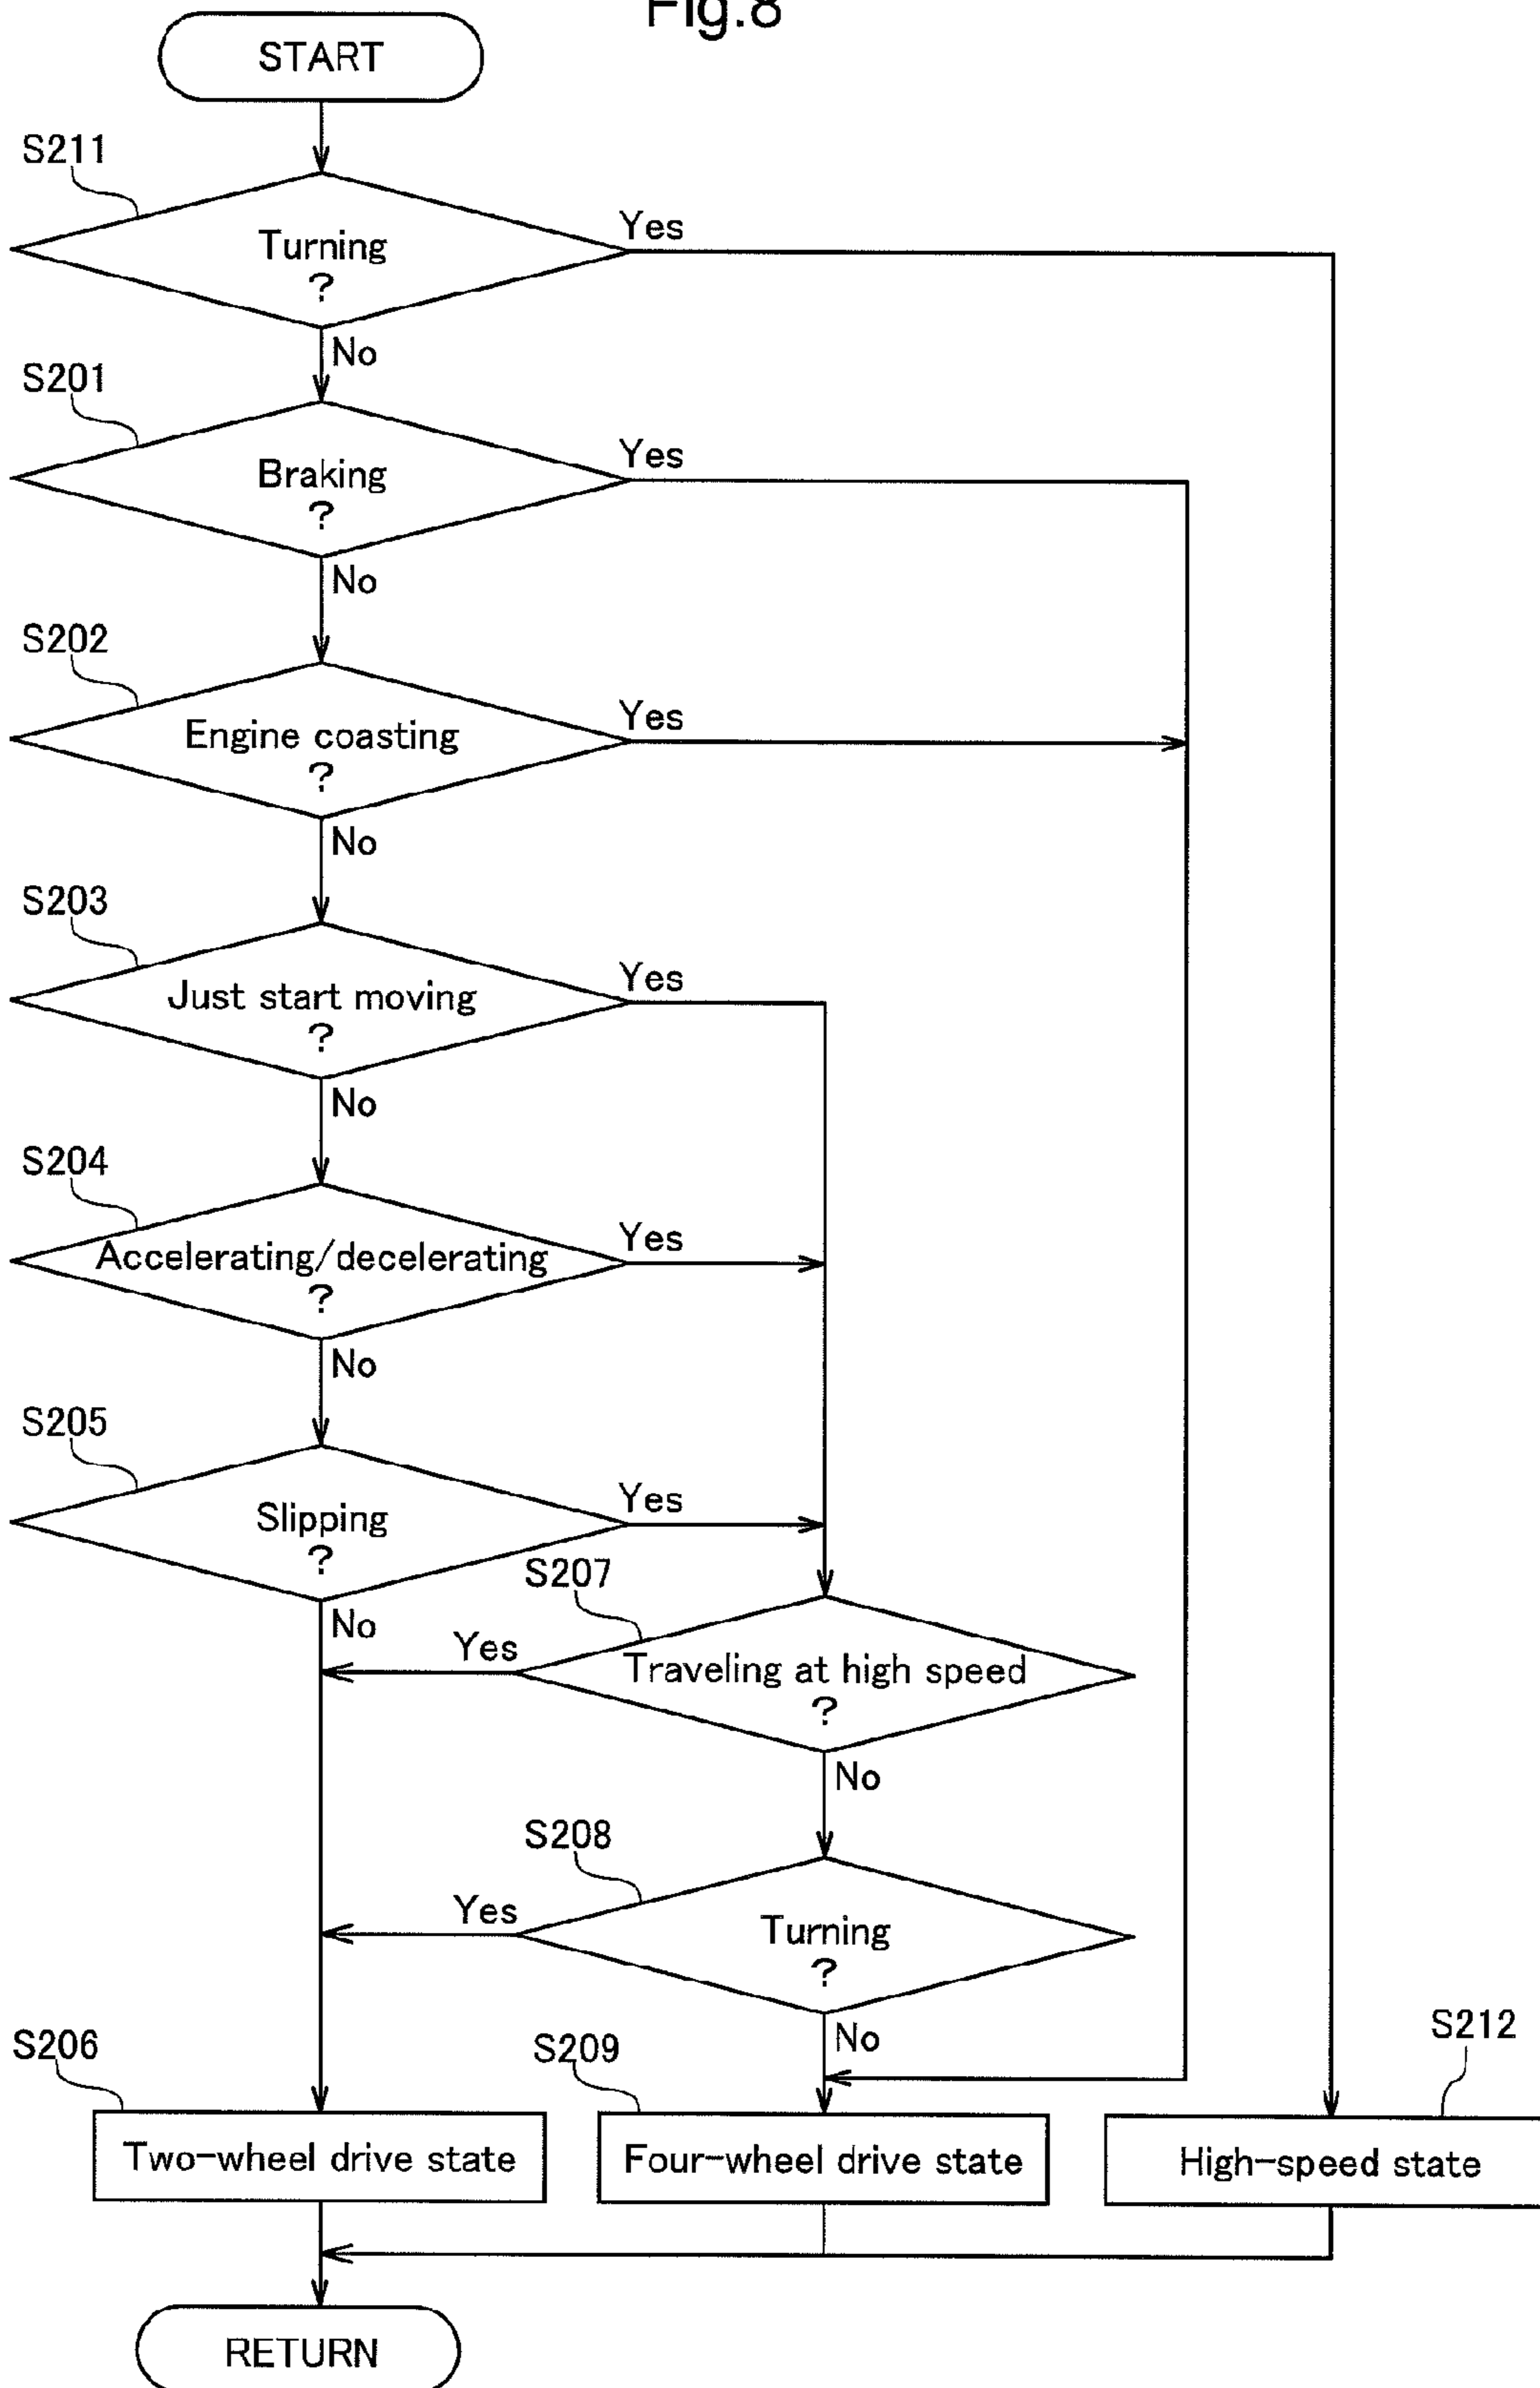 Fig.8
START
S211
Turning
?
Yes
No
S201
Braking
?
Yes
No
S202
Engine coasting
?
Yes
No
S203
Just start moving
?
Yes
No
S204
Accelerating/decelerating
?
Yes
No
S205
Slipping
?
Yes
No
S207
Traveling at high speed
?
Yes
No
S208
Turning
?
Yes
No
S206
Two-wheel drive state
S209
Four-wheel drive state
S212
High-speed state
RETURN